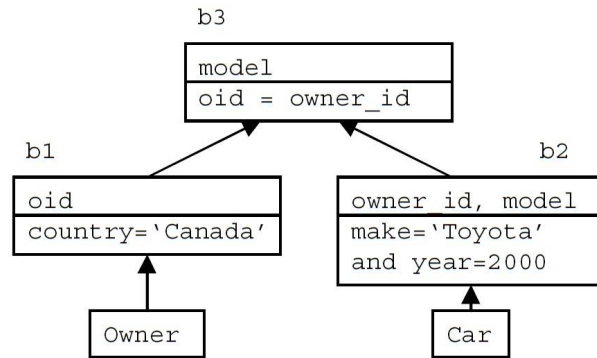 b3
model
oid = owner_id
b1
b2
oid
country=‘Canada’
owner_id, model
make=‘Toyota’
and year=2000
Owner
Car